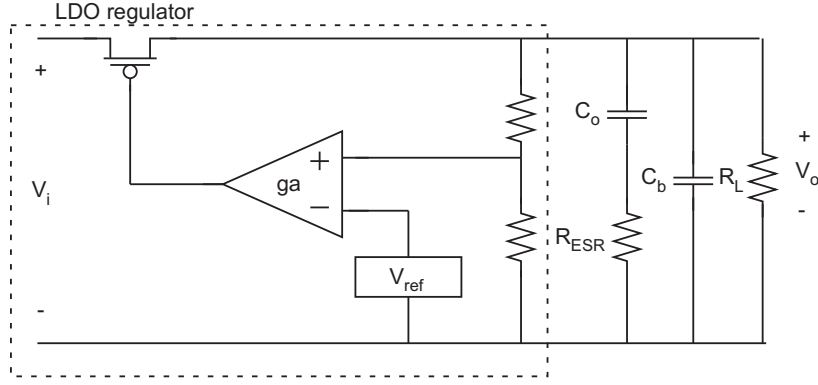 LDO regulator
+
V_i
-
ga
+
−
V_ref
C_o
R_ESR
C_b
R_L
+
V_o
-